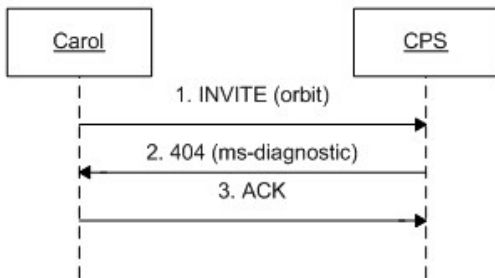 Carol
CPS
1. INVITE (orbit)
2. 404 (ms-diagnostic)
3. ACK